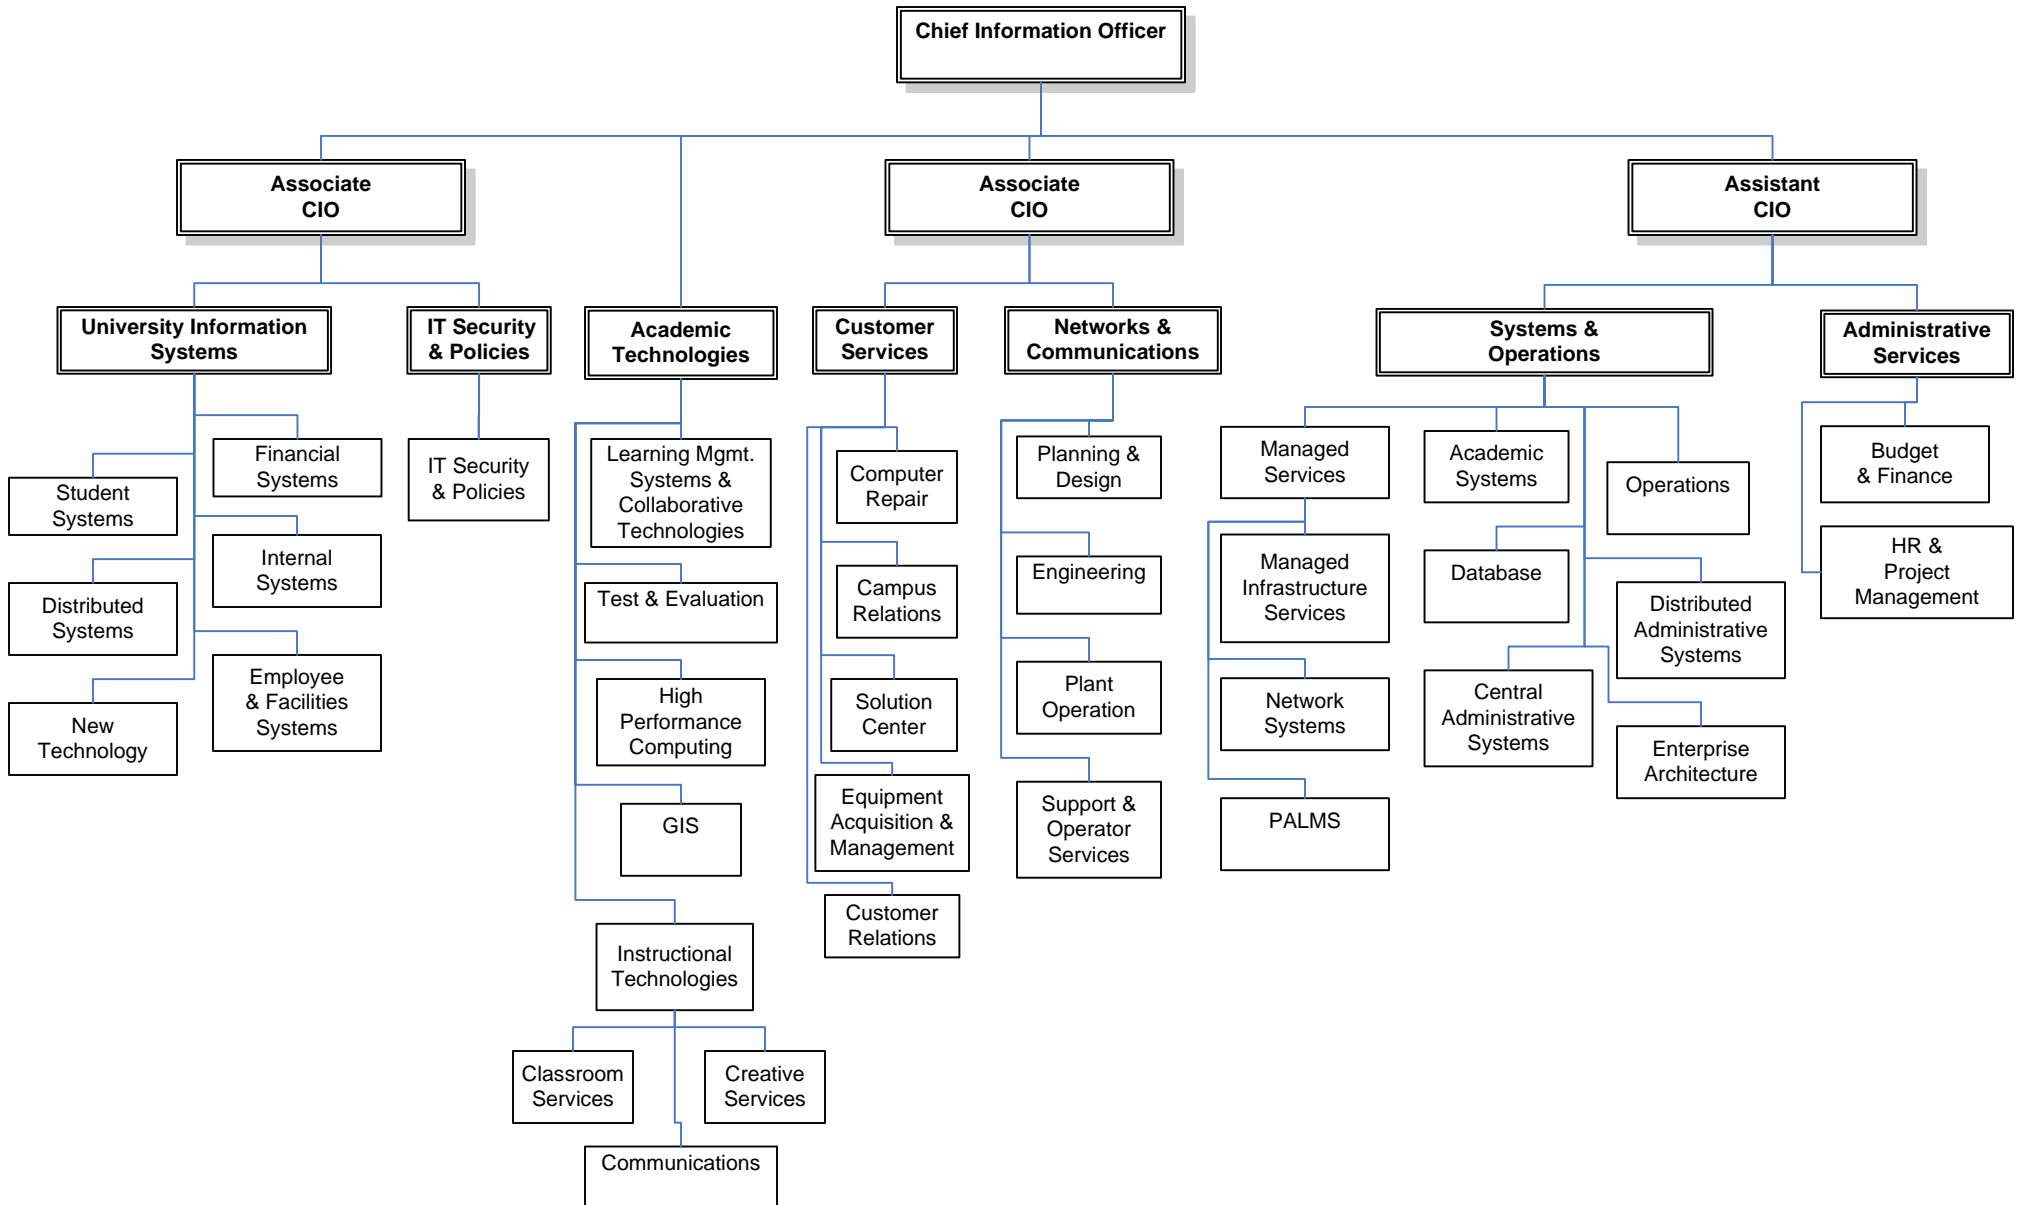 Chief Information Officer
Associate
CIO
Associate
CIO
Assistant
CIO
University Information
Systems
IT Security
& Policies
Academic
Technologies
Customer
Services
Networks &
Communications
Systems &
Operations
Administrative
Services
Financial
Systems
Student
Systems
Internal
Systems
Distributed
Systems
Employee
& Facilities
Systems
New
Technology
IT Security
& Policies
Learning Mgmt.
Systems &
Collaborative
Technologies
Test & Evaluation
High
Performance
Computing
GIS
Instructional
Technologies
Classroom
Services
Creative
Services
Communications
Computer
Repair
Campus
Relations
Solution
Center
Equipment
Acquisition &
Management
Customer
Relations
Planning &
Design
Engineering
Plant
Operation
Support &
Operator
Services
Managed
Services
Managed
Infrastructure
Services
Network
Systems
PALMS
Academic
Systems
Operations
Database
Distributed
Administrative
Systems
Central
Administrative
Systems
Enterprise
Architecture
Budget
& Finance
HR &
Project
Management